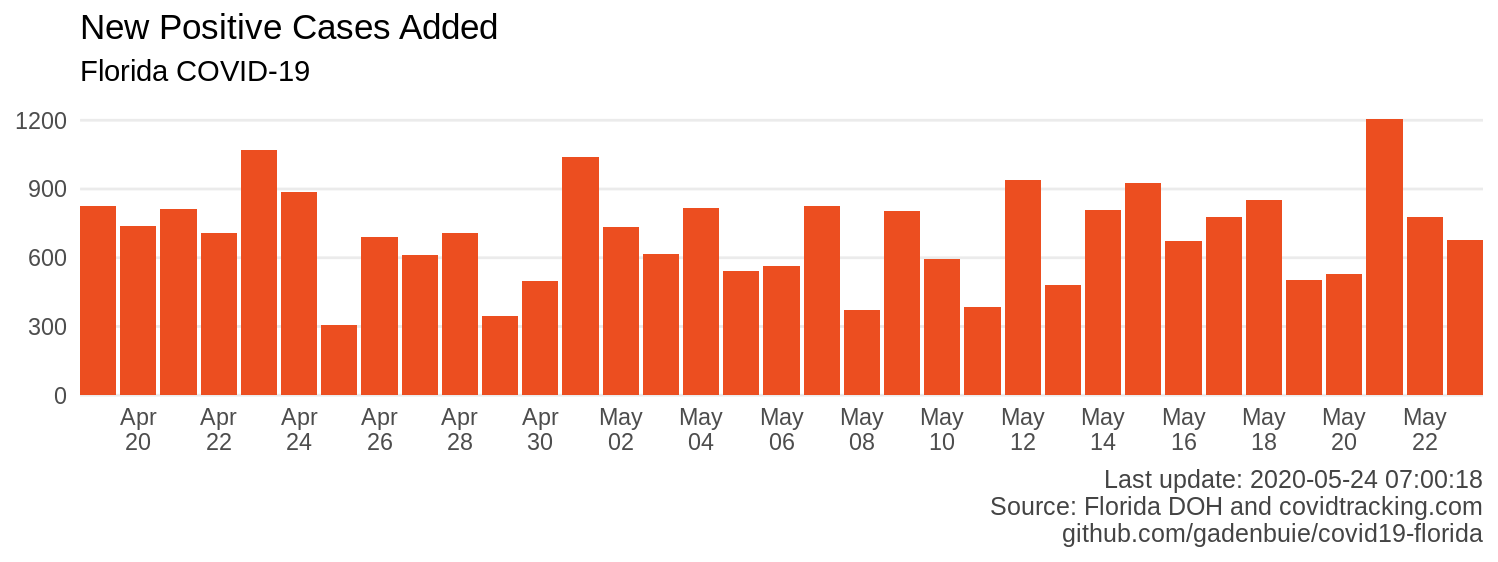 New Positive Cases Added
Florida COVID-19
1200
900
600
300
0
Apr Apr Apr Apr Apr Apr May May May May May May May May May May May
20 22 24 26 28 30 02 04 06 08 10 12 14 16 18 20 22
Last update: 2020-05-24 07:00:18
Source: Florida DOH and covidtracking.com
github.com/gadenbuie/covid19-florida